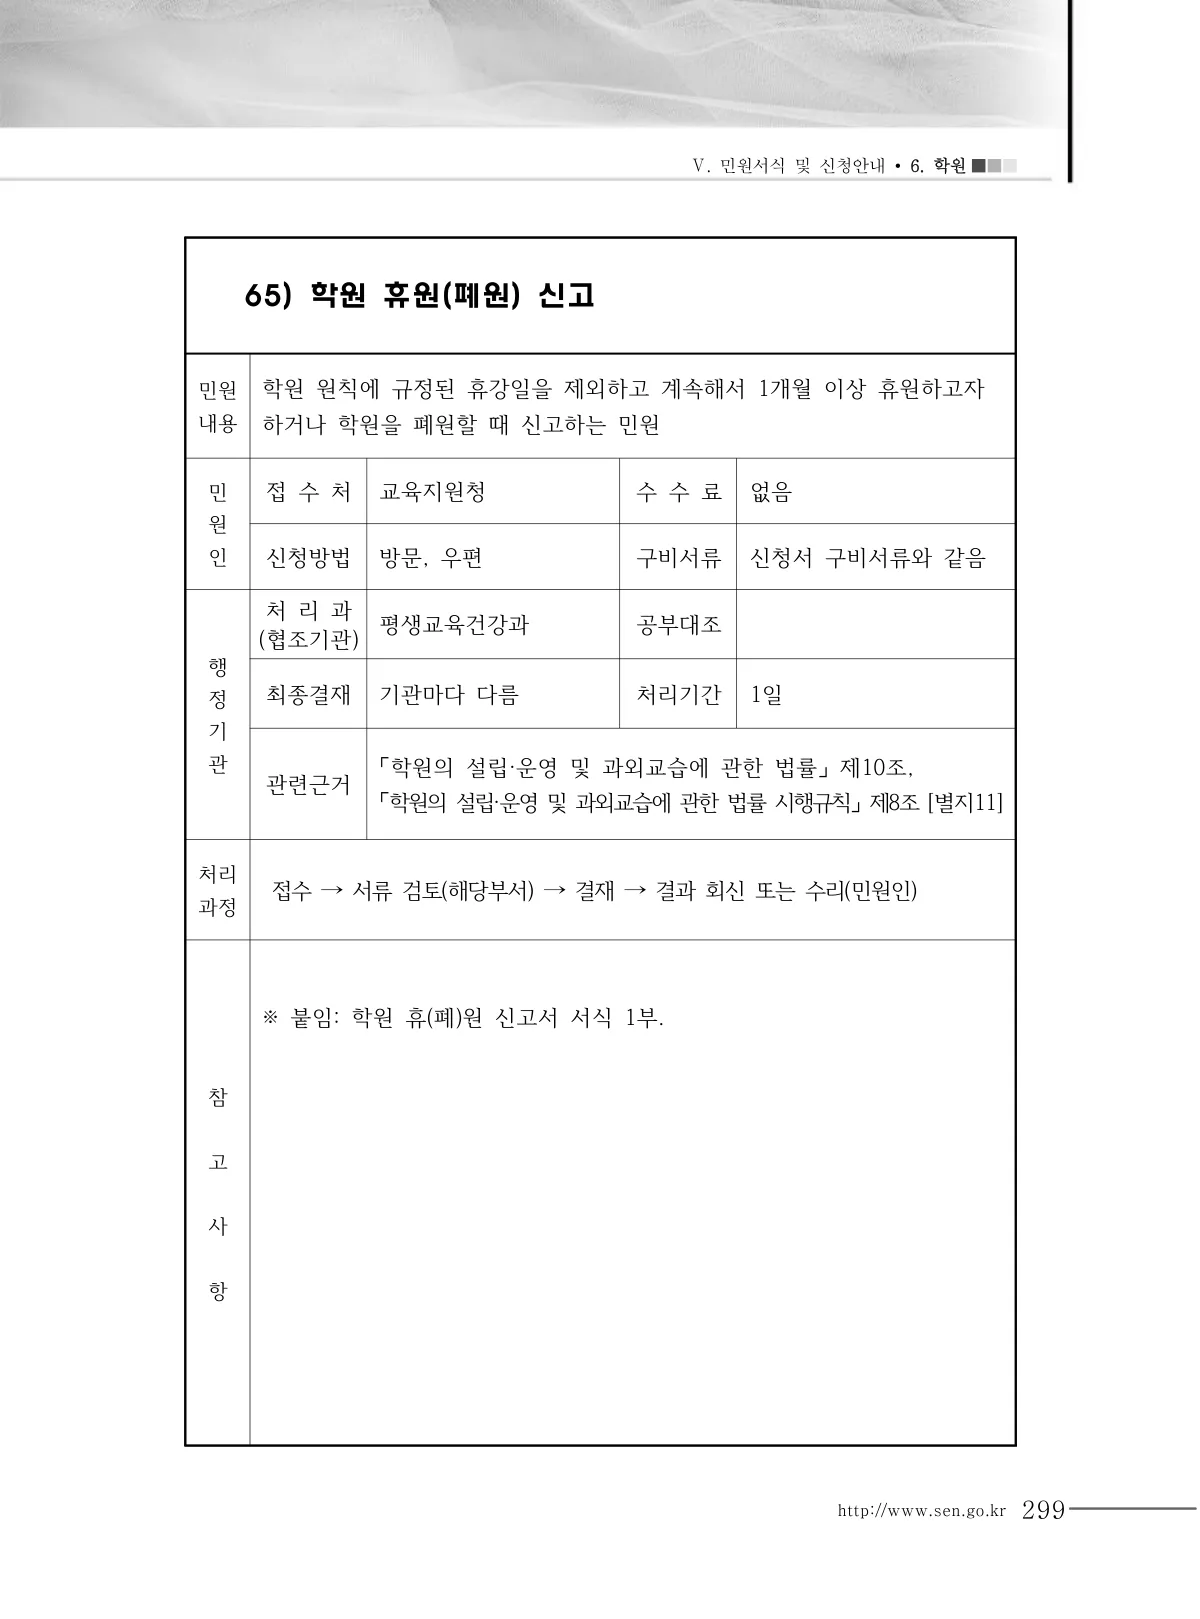 Ⅴ. 민원서식 및 신청안내 • 6. 학원
65) 학원 휴원(폐원) 신고
민원
내용
학원 원칙에 규정된 휴강일을 제외하고 계속해서 1개월 이상 휴원하고자
하거나 학원을 폐원할 때 신고하는 민원
민
원
인
접 수 처
교육지원청
수 수 료
없음
신청방법
방문, 우편
구비서류
신청서 구비서류와 같음
행
정
기
관
처 리 과
(협조기관)
평생교육건강과
공부대조
최종결재
기관마다 다름
처리기간
1일
관련근거
「학원의 설립·운영 및 과외교습에 관한 법률」 제10조,
「학원의 설립·운영 및 과외교습에 관한 법률 시행규칙」 제8조 [별지11]
처리
과정
접수 → 서류 검토(해당부서) → 결재 → 결과 회신 또는 수리(민원인)
참
고
사
항
※ 붙임: 학원 휴(폐)원 신고서 서식 1부.
http://www.sen.go.kr 299